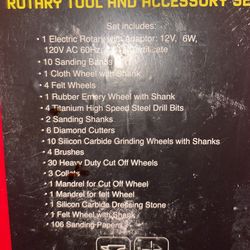 ROTARY TOOL AND ACCESSORY SE
Set includes:
• 1 Electric Rotary with adaptor: 12V, 6W,
120V AC 60Hz,
• 10 Sanding Bands
• 1 Cloth Wheel with Shank
• 4 Felt Wheels
• 1 Rubber Emery Wheel with Shank
• 4 Titanium High Speed Steel Drill Bits
• 2 Sanding Shanks
• 6 Diamond Cutters
• 10 Silicon Carbide Grinding Wheels with Shanks
• 4 Brushes
• 30 Heavy Duty Cut Off Wheels
• 3 Collets
• 1 Mandrel for Cut Off Wheel
• 1 Mandrel for felt Wheel
• 1 Silicon Carbide Dressing Stone
• 1 Felt Wheel with Shank
• 106 Sanding Papers